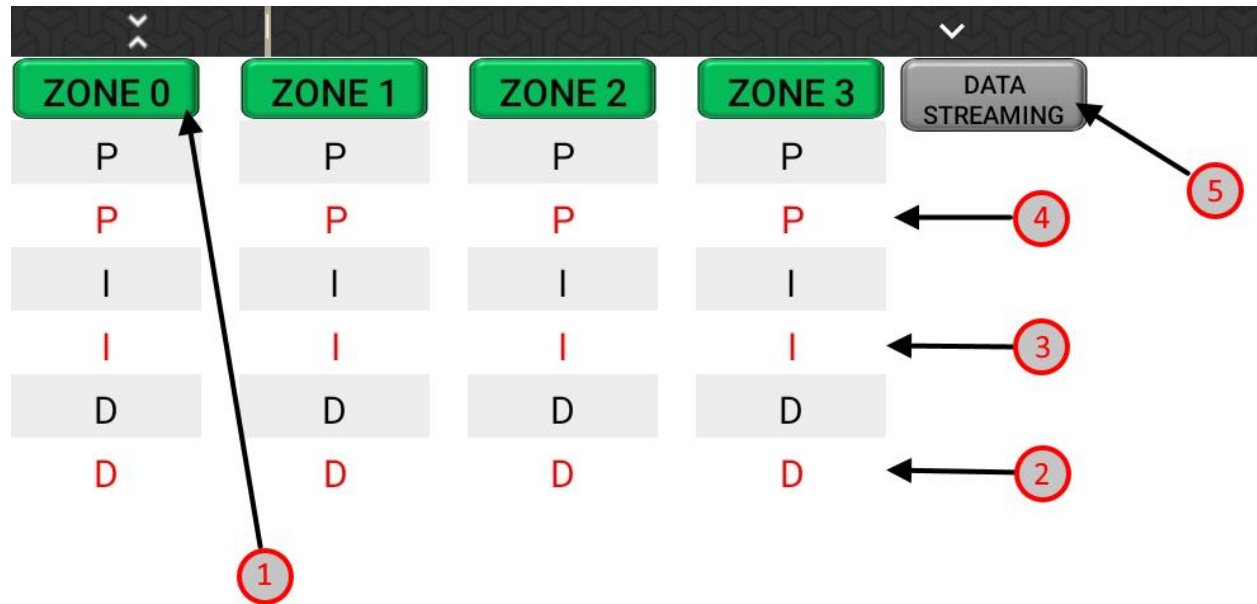 ZONE 0 ZONE 1 ZONE 2 ZONE 3 DATA
STREAMING
P P P P
5
P P P P 4
I I I I
I I I I 3
D D D D
D D D D 2
1